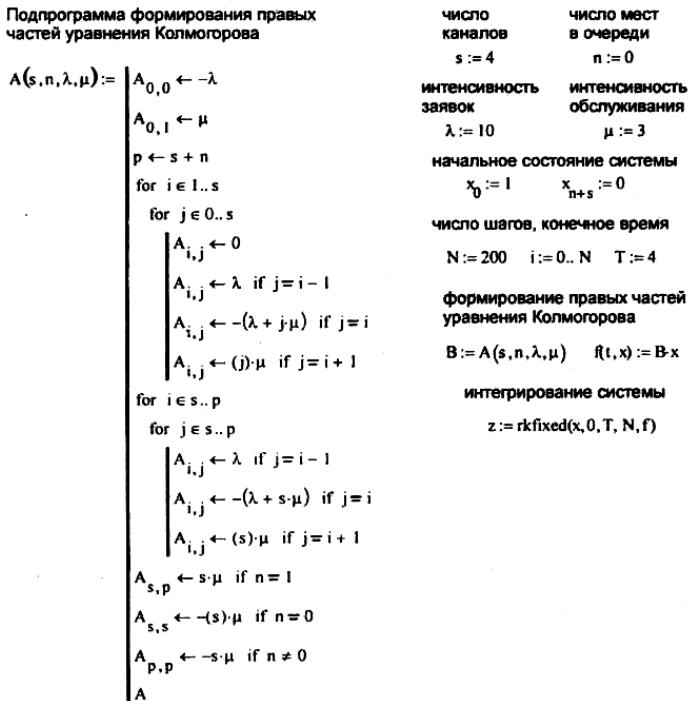 Подпрограмма формирования правых
частей уравнения Колмогорова
A(s,n,λ,μ):=
A0,0 ← -λ
A0,1 ← μ
p ← s + n
for i ∈ 1..s
for j ∈ 0..s
Ai,j ← 0
Ai,j ← λ if j = i - 1
Ai,j ← -(λ + j·μ) if j = i
Ai,j ← (j)·μ if j = i + 1
for i ∈ s..p
for j ∈ s..p
Ai,j ← λ if j = i - 1
Ai,j ← -(λ + s·μ) if j = i
Ai,j ← (s)·μ if j = i + 1
As,p ← s·μ if n = 1
As,s ← -(s)·μ if n = 0
Ap,p ← -s·μ if n ≠ 0
A
число каналов
s := 4
число мест в очереди
n := 0
интенсивность заявок
λ := 10
интенсивность обслуживания
μ := 3
начальное состояние системы
x0 := 1 xn+s := 0
число шагов, конечное время
N := 200 i := 0.. N T := 4
формирование правых частей
уравнения Колмогорова
B := A(s,n,λ,μ) f(t,x) := B·x
интегрирование системы
z := rkfixed(x,0,T,N,f)